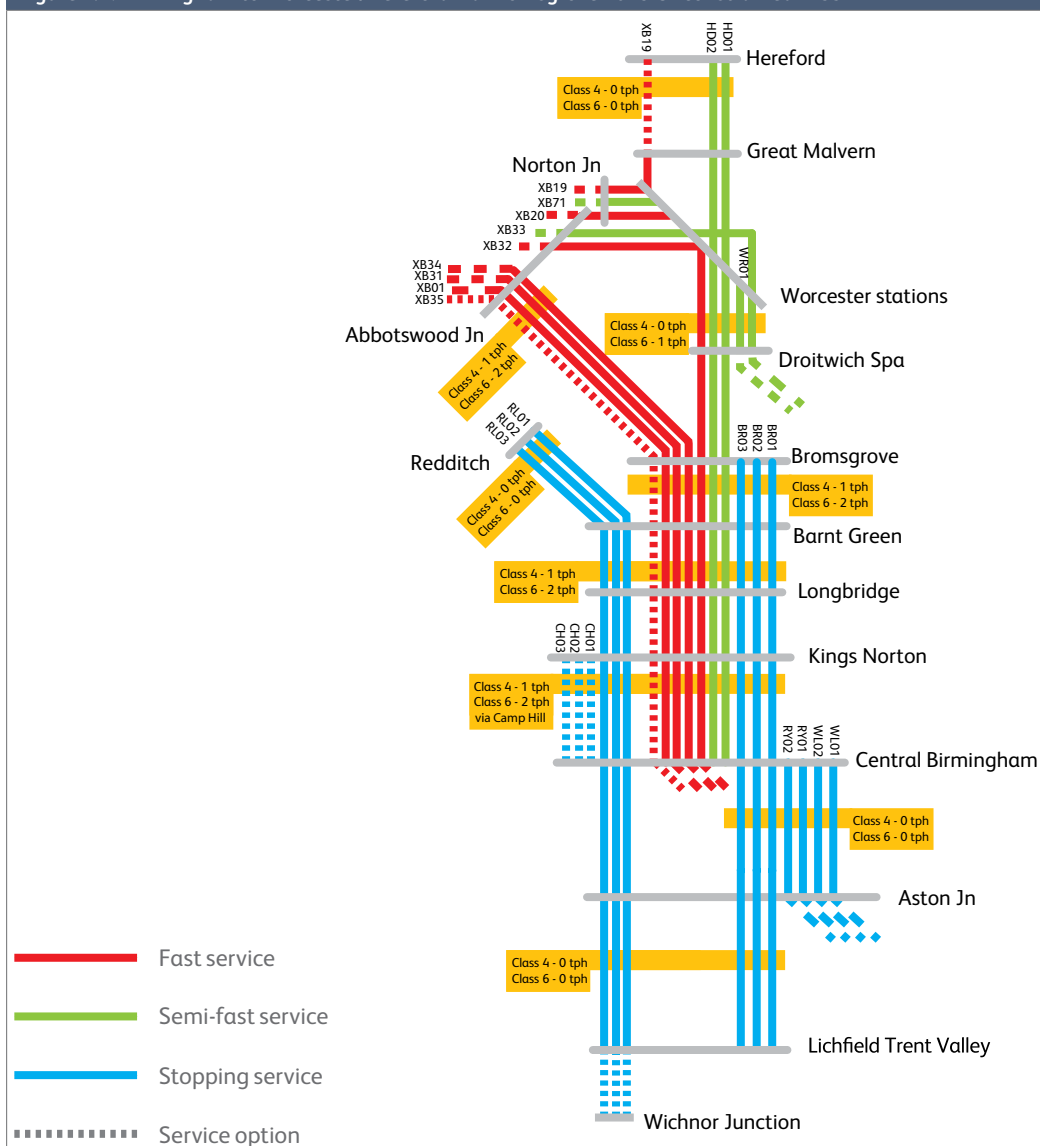 XB19
HD02
HD01
Hereford
Class 4 - 0 tph
Class 6 - 0 tph
Great Malvern
Norton Jn
XB19
XB71
XB20
XB33
XB32
WR01
XB34
XB31
XB01
XB35
Worcester stations
Abbotswood Jn
Class 4 - 0 tph
Class 6 - 1 tph
Droitwich Spa
Class 4 - 1 tph
Class 6 - 2 tph
RL01
RL02
RL03
Redditch
Class 4 - 0 tph
Class 6 - 0 tph
BR03
BR02
BR01
Bromsgrove
Class 4 - 1 tph
Class 6 - 2 tph
Barnt Green
Class 4 - 1 tph
Class 6 - 2 tph
Longbridge
CH03
CH02
CH01
Kings Norton
Class 4 - 1 tph
Class 6 - 2 tph
via Camp Hill
RY02
RY01
WL02
WL01
Central Birmingham
Class 4 - 0 tph
Class 6 - 0 tph
Aston Jn
Class 4 - 0 tph
Class 6 - 0 tph
Lichfield Trent Valley
Wichnor Junction
Fast service
Semi-fast service
Stopping service
Service option